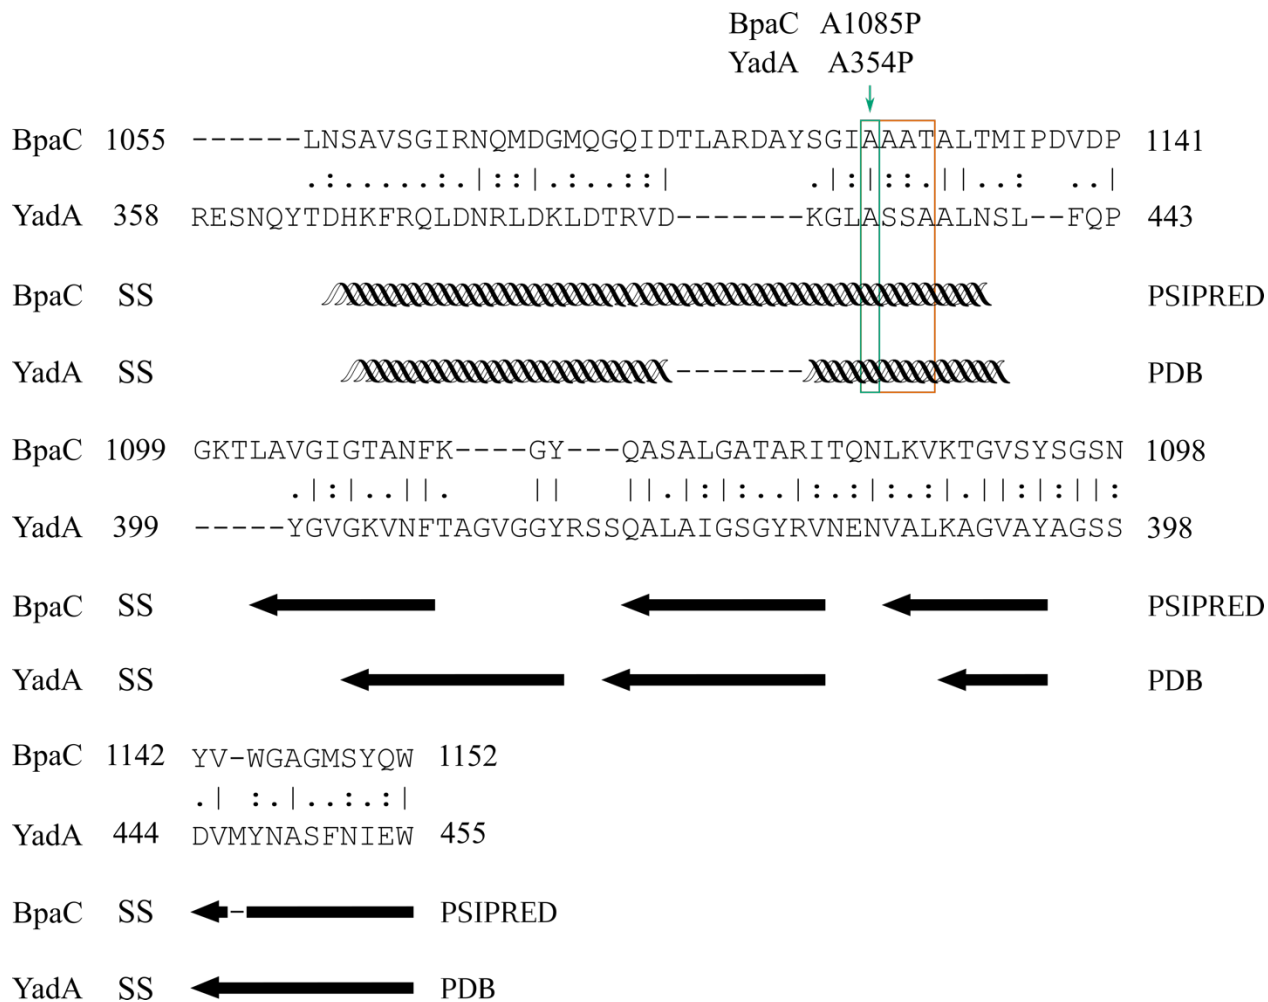 BpaC A1085P
YadA A354P
BpaC 1055 ------LNSAVSGIRNQMDGMQGQIDTLARDAYSGIAAATALTMIPDVDP 1141
.:.....:.|::|.:..::| .|:|::.||..: ..|
YadA 358 RESNQYTDHKFRQLDNRLDKLDTRVD-------KGLASSAALNSL--FQP 443
BpaC SS PSIPRED
YadA SS ------- PDB
BpaC 1099 GKTLAVGIGTANFK----GY---QASALGATARITQNLKVKTGVSYSGSN 1098
.|:|..||. || ||.|:|:..|:.:|:.:|.||:|:||:
YadA 399 -----YGVGKVNFTAGVGGYRSSQALAIGSGYRVNENVALKAGVAYAGSS 398
BpaC SS PSIPRED
YadA SS PDB
BpaC 1142 YV-WGAGMSYQW 1152
.| :.|..:.:|
YadA 444 DVMYNASFNIEW 455
BpaC SS - PSIPRED
YadA SS PDB